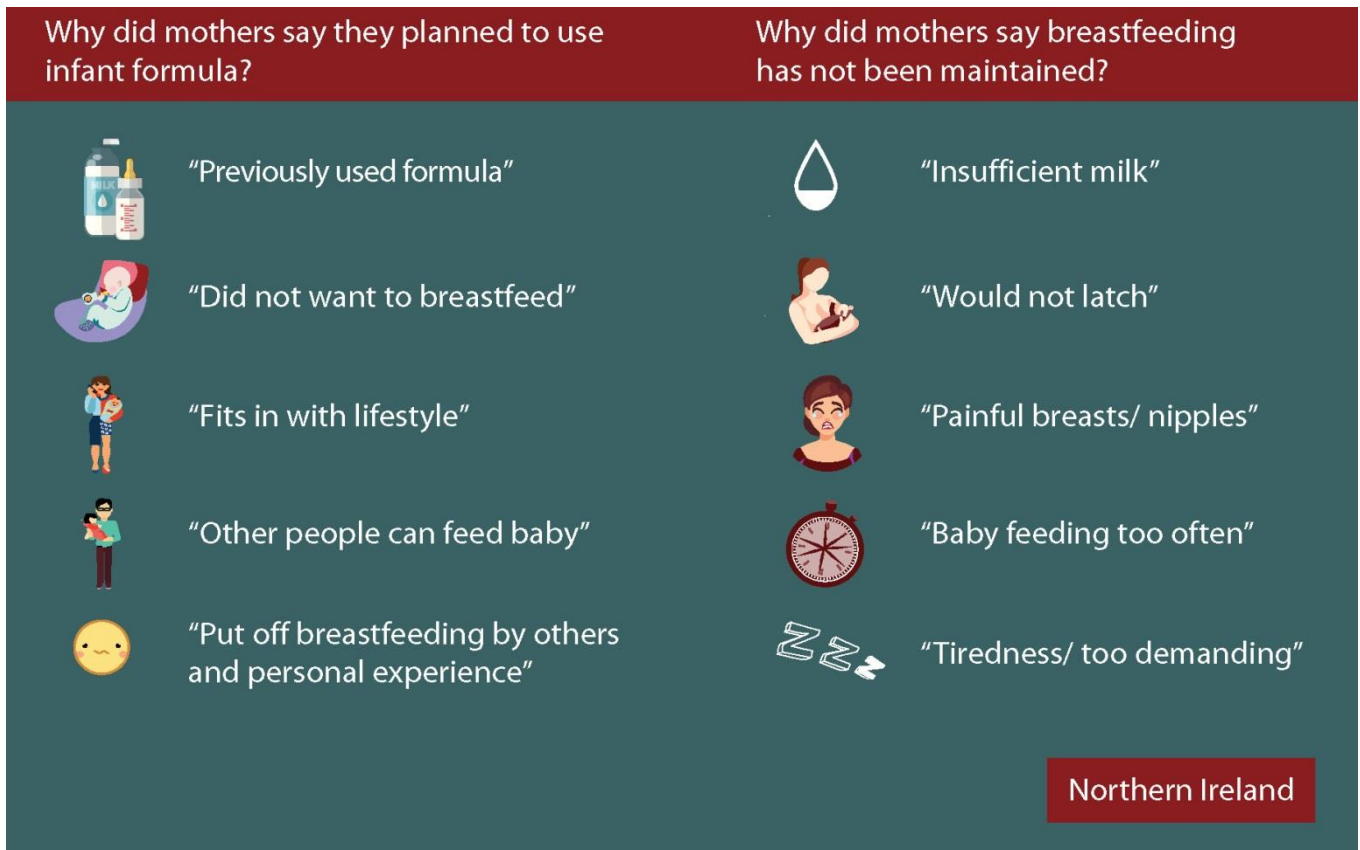 Why did mothers say they planned to use
infant formula?
“Previously used formula”
“Did not want to breastfeed”
“Fits in with lifestyle”
“Other people can feed baby”
“Put off breastfeeding by others
and personal experience”
Why did mothers say breastfeeding
has not been maintained?
“Insufficient milk”
“Would not latch”
“Painful breasts/ nipples”
“Baby feeding too often”
“Tiredness/ too demanding”
ZZz
Northern Ireland
MILK